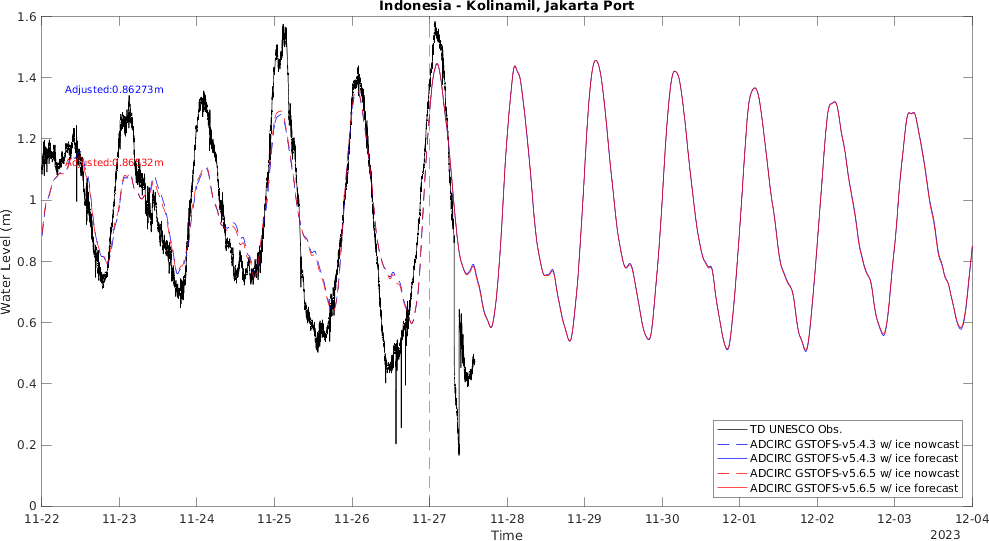 Indonesia - Kolinamil, Jakarta Port
1.6
1.4
1.2
1
0.8
0.6
0.4
0.2
0
Water Level (m)
Adjusted:0.86273m
TD UNESCO Obs.
ADCIRC GSTOFS-v5.4.3 w/ ice nowcast
ADCIRC GSTOFS-v5.4.3 w/ ice forecast
ADCIRC GSTOFS-v5.6.5 w/ ice nowcast
ADCIRC GSTOFS-v5.6.5 w/ ice forecast
11-22 11-23 11-24 11-25 11-26 11-27 11-28 11-29 11-30 12-01 12-02 12-03 12-04
Time
2023